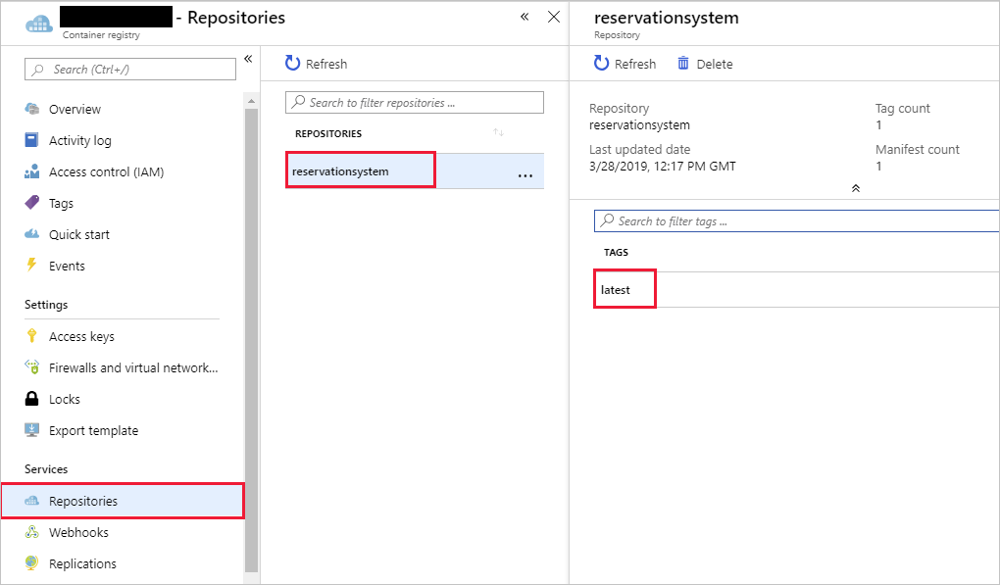 - Repositories
Container registry
Search (Ctrl+/)
Overview
Activity log
Access control (IAM)
Tags
Quick start
Events
Settings
Access keys
Firewalls and virtual network...
Locks
Export template
Services
Repositories
Webhooks
Replications
Refresh
Search to filter repositories ...
REPOSITORIES
reservationsystem
...
reservationsystem
Repository
Refresh
Delete
Repository
reservationsystem
Tag count
1
Last updated date
3/28/2019, 12:17 PM GMT
Manifest count
1
Search to filter tags ...
TAGS
latest